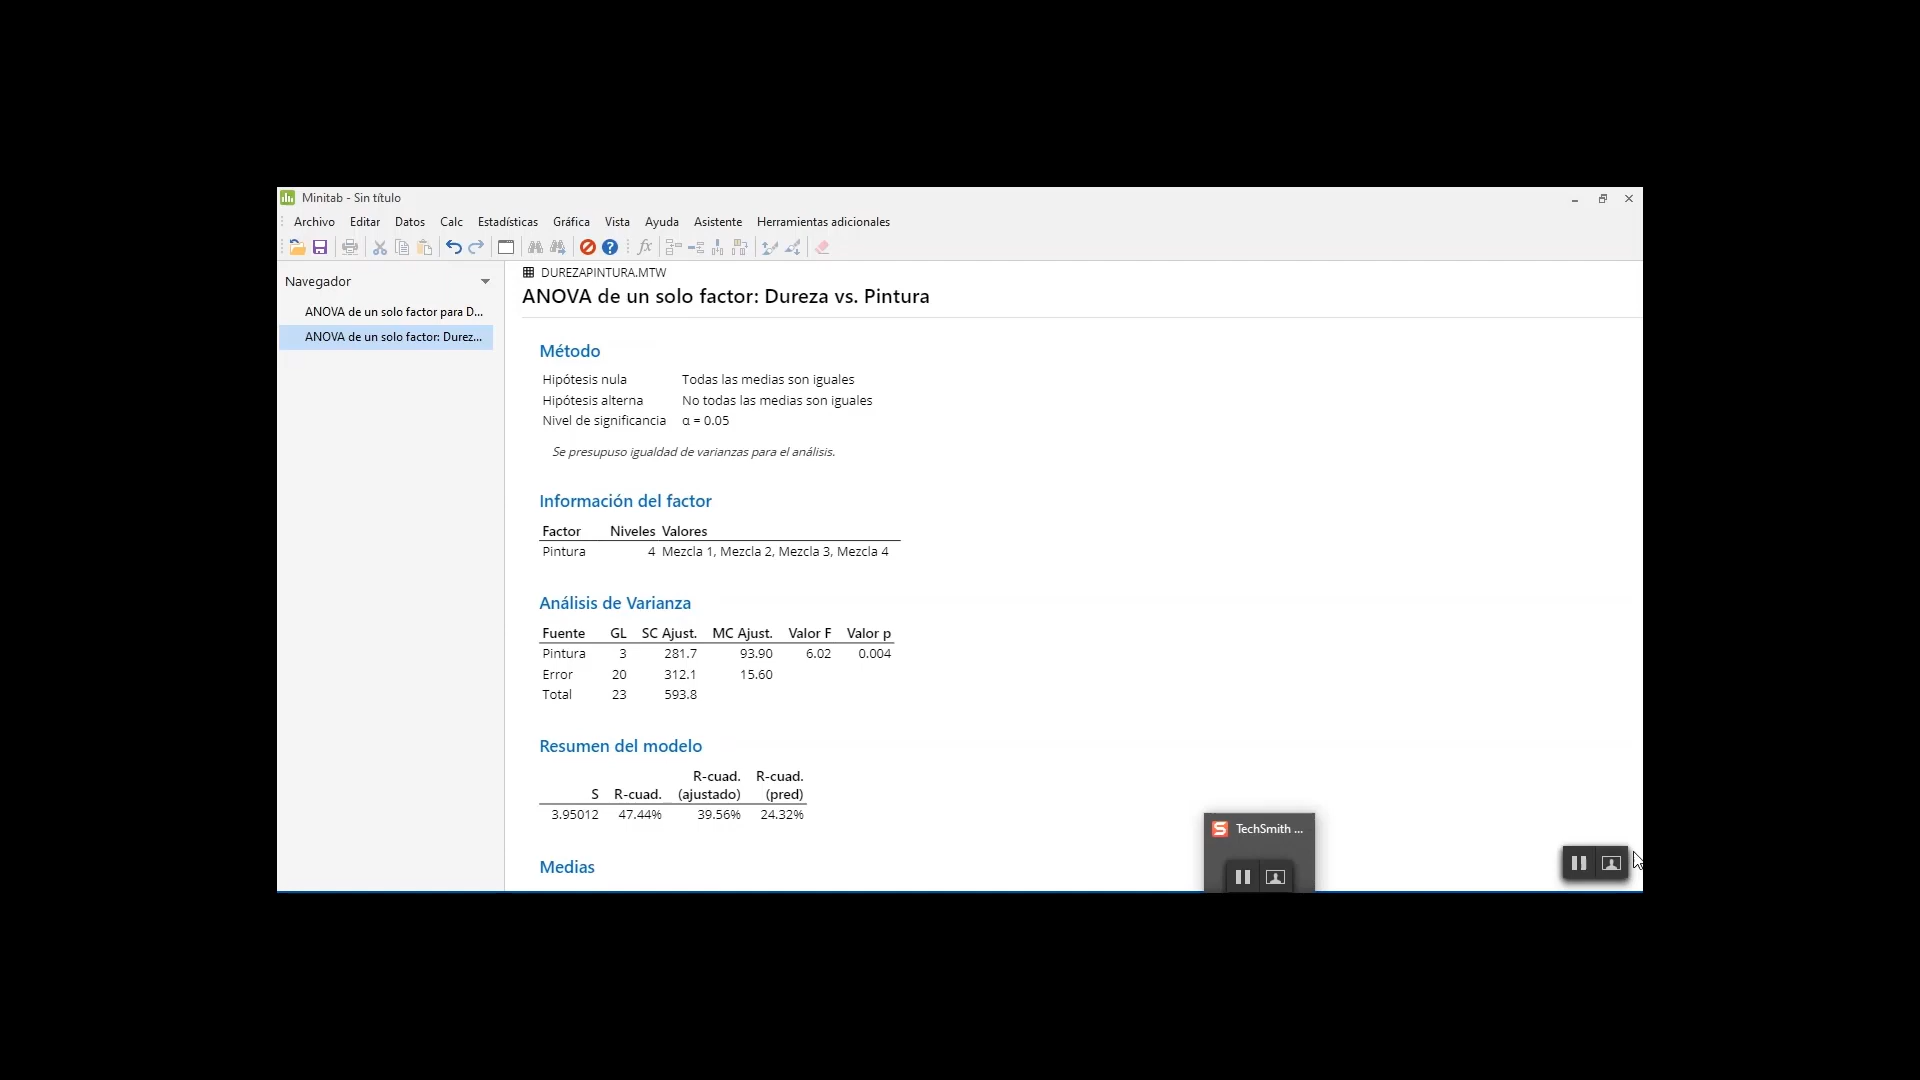 Minitab - Sin título
Archivo Editar Datos Calc Estadísticas Gráfica Vista Ayuda Asistente Herramientas adicionales
Navegador
ANOVA de un solo factor para D...
ANOVA de un solo factor: Durez...
DUREZAPINTURA.MTW
ANOVA de un solo factor: Dureza vs. Pintura
Método
Hipótesis nula Todas las medias son iguales
Hipótesis alterna No todas las medias son iguales
Nivel de significancia α = 0.05
Se presupuso igualdad de varianzas para el análisis.
Información del factor
Factor Niveles Valores
Pintura 4 Mezcla 1, Mezcla 2, Mezcla 3, Mezcla 4
Análisis de Varianza
Fuente GL SC Ajust. MC Ajust. Valor F Valor p
Pintura 3 281.7 93.90 6.02 0.004
Error 20 312.1 15.60
Total 23 593.8
Resumen del modelo
R-cuad. R-cuad.
S R-cuad. (ajustado) (pred)
3.95012 47.44% 39.56% 24.32%
Medias
TechSmith ...